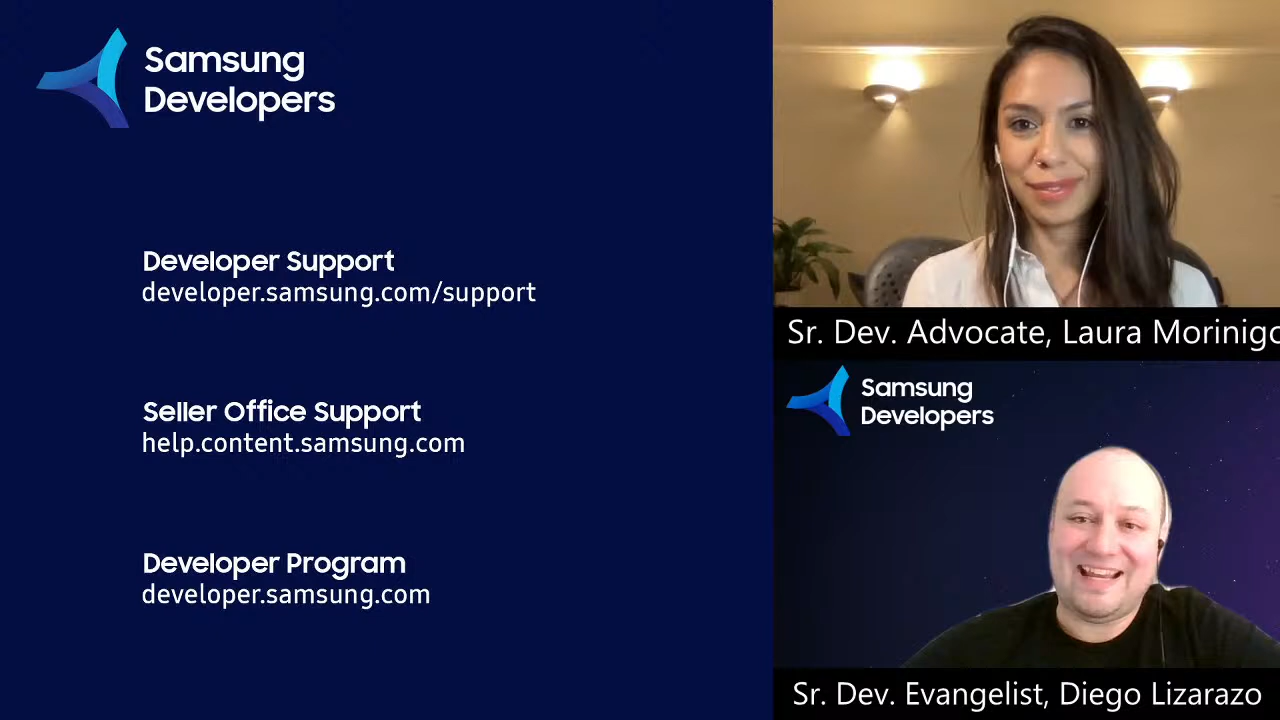 Samsung
Developers
Developer Support
developer.samsung.com/support
Seller Office Support
help.content.samsung.com
Developer Program
developer.samsung.com
Sr. Dev. Advocate, Laura Morinigo
Samsung
Developers
Sr. Dev. Evangelist, Diego Lizarazo